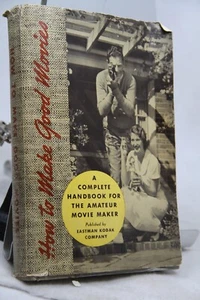 How to Make Good Movies
A
COMPLETE
HANDBOOK FOR
THE AMATEUR
MOVIE MAKER
Published by
EASTMAN KODAK
COMPANY